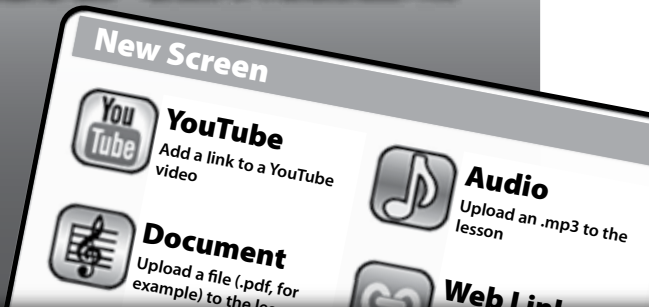 New Screen
You
Tube
YouTube
Add a link to a YouTube
video
Audio
Upload an .mp3 to the
lesson
Document
Upload a file (.pdf, for
example) to the
Web